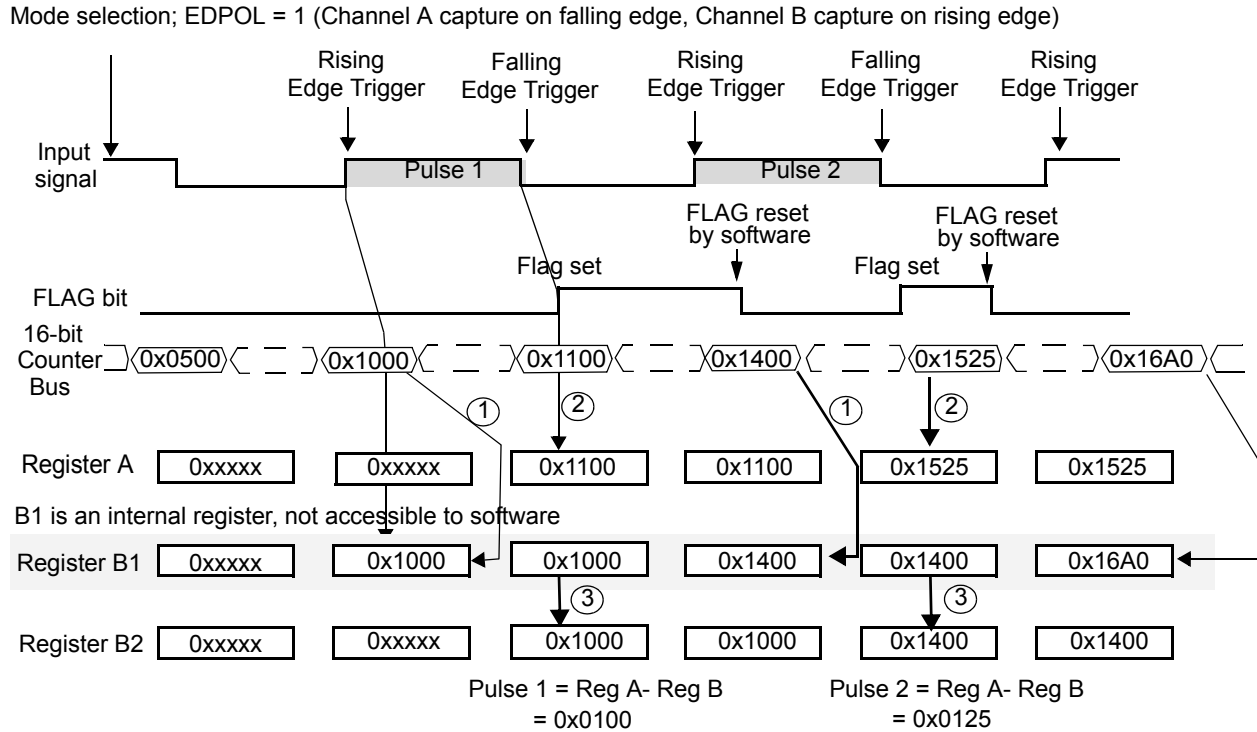 Mode selection; EDPOL = 1 (Channel A capture on falling edge, Channel B capture on rising edge)
Rising
Edge Trigger
Falling
Edge Trigger
Rising
Edge Trigger
Falling
Edge Trigger
Rising
Edge Trigger
Input
signal
Pulse 1
Pulse 2
FLAG reset
by software
FLAG reset
by software
Flag set
Flag set
FLAG bit
16-bit
Counter
Bus
0x0500 0x1000 0x1100 0x1400 0x1525 0x16A0
1 2 1 2
Register A 0xxxxx 0xxxxx 0x1100 0x1100 0x1525 0x1525
B1 is an internal register, not accessible to software
Register B1 0xxxxx 0x1000 0x1000 0x1400 0x1400 0x16A0
3 3
Register B2 0xxxxx 0xxxxx 0x1000 0x1000 0x1400 0x1400
Pulse 1 = Reg A- Reg B
= 0x0100
Pulse 2 = Reg A- Reg B
= 0x0125